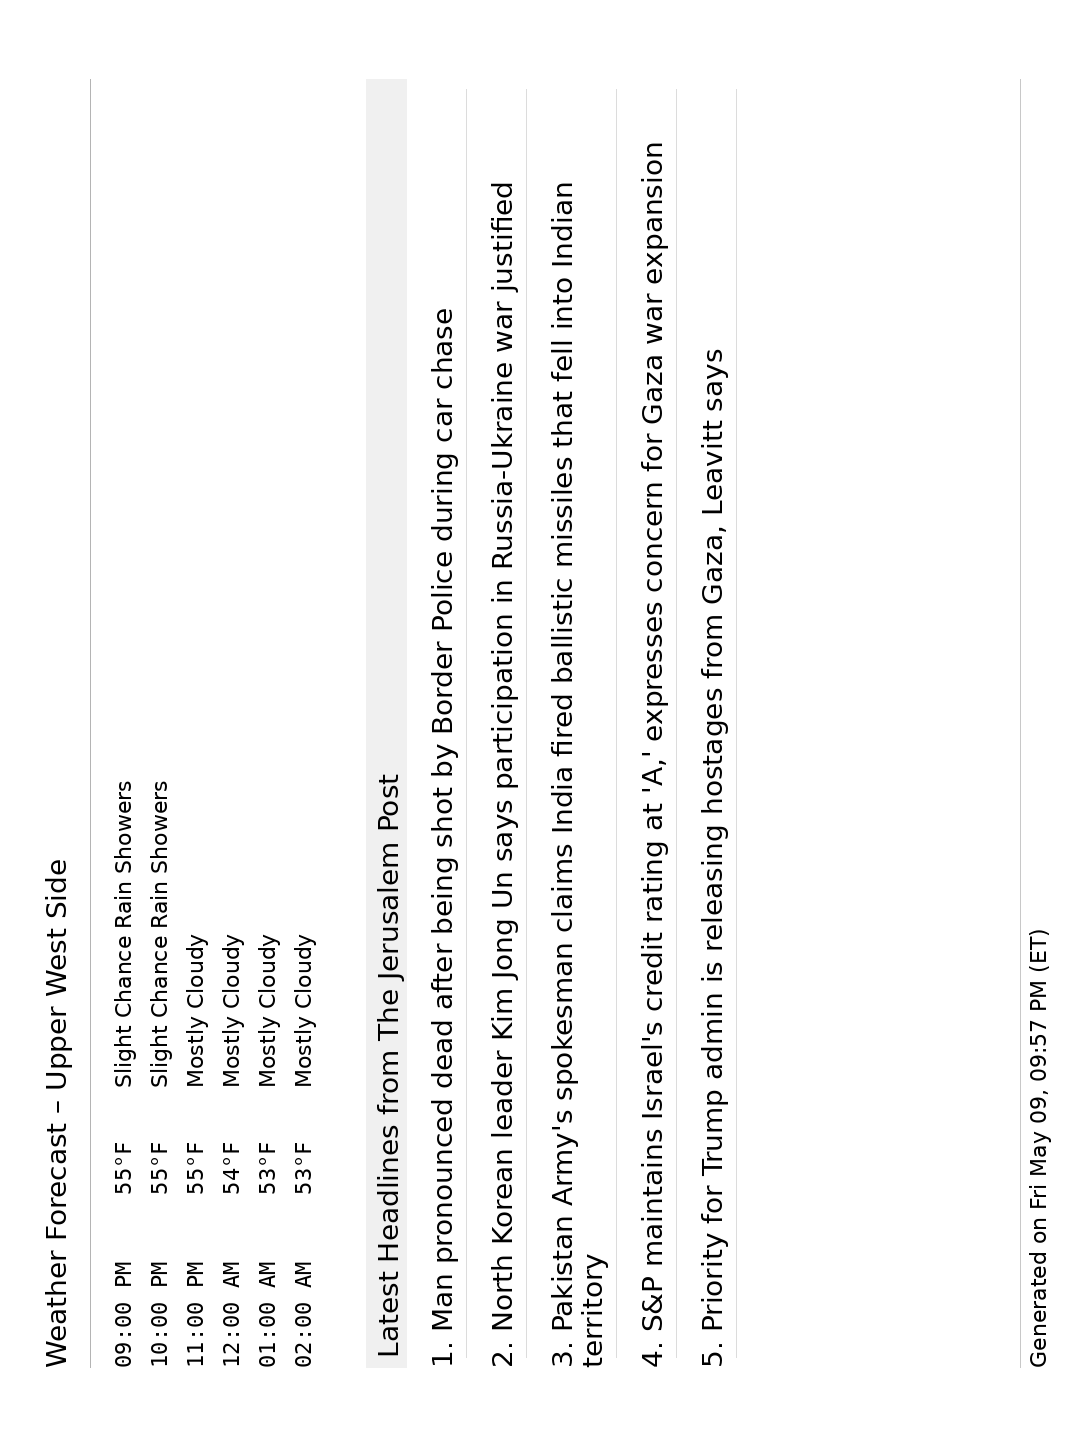 Weather Forecast – Upper West Side
09:00 PM 55°F Slight Chance Rain Showers
10:00 PM 55°F Slight Chance Rain Showers
11:00 PM 55°F Mostly Cloudy
12:00 AM 54°F Mostly Cloudy
01:00 AM 53°F Mostly Cloudy
02:00 AM 53°F Mostly Cloudy
Latest Headlines from The Jerusalem Post
1. Man pronounced dead after being shot by Border Police during car chase
2. North Korean leader Kim Jong Un says participation in Russia-Ukraine war justified
3. Pakistan Army's spokesman claims India fired ballistic missiles that fell into Indian
territory
4. S&P maintains Israel's credit rating at 'A,' expresses concern for Gaza war expansion
5. Priority for Trump admin is releasing hostages from Gaza, Leavitt says
Generated on Fri May 09, 09:57 PM (ET)